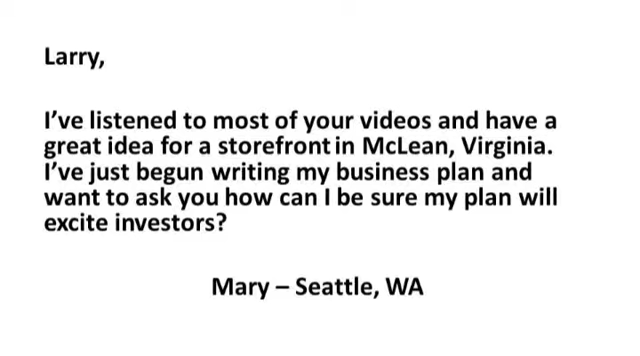 Larry,
I’ve listened to most of your videos and have a
great idea for a storefront in McLean, Virginia.
I’ve just begun writing my business plan and
want to ask you how can I be sure my plan will
excite investors?
Mary – Seattle, WA